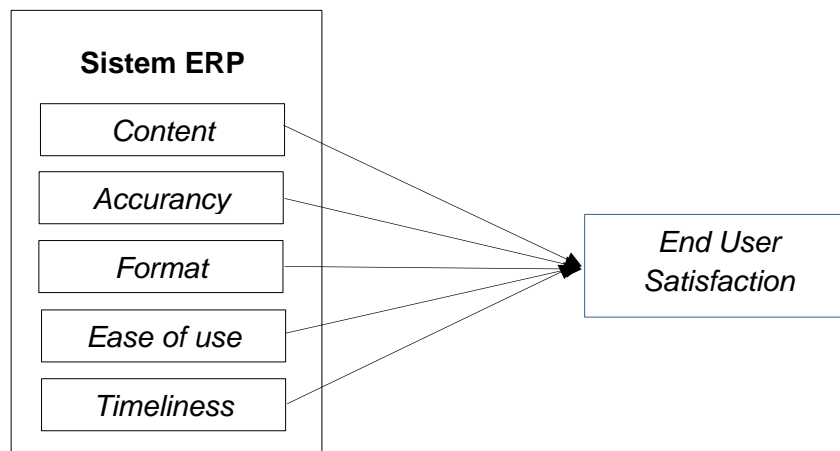 Sistem ERP
Content
Accurancy
Format
Ease of use
Timeliness
End User
Satisfaction